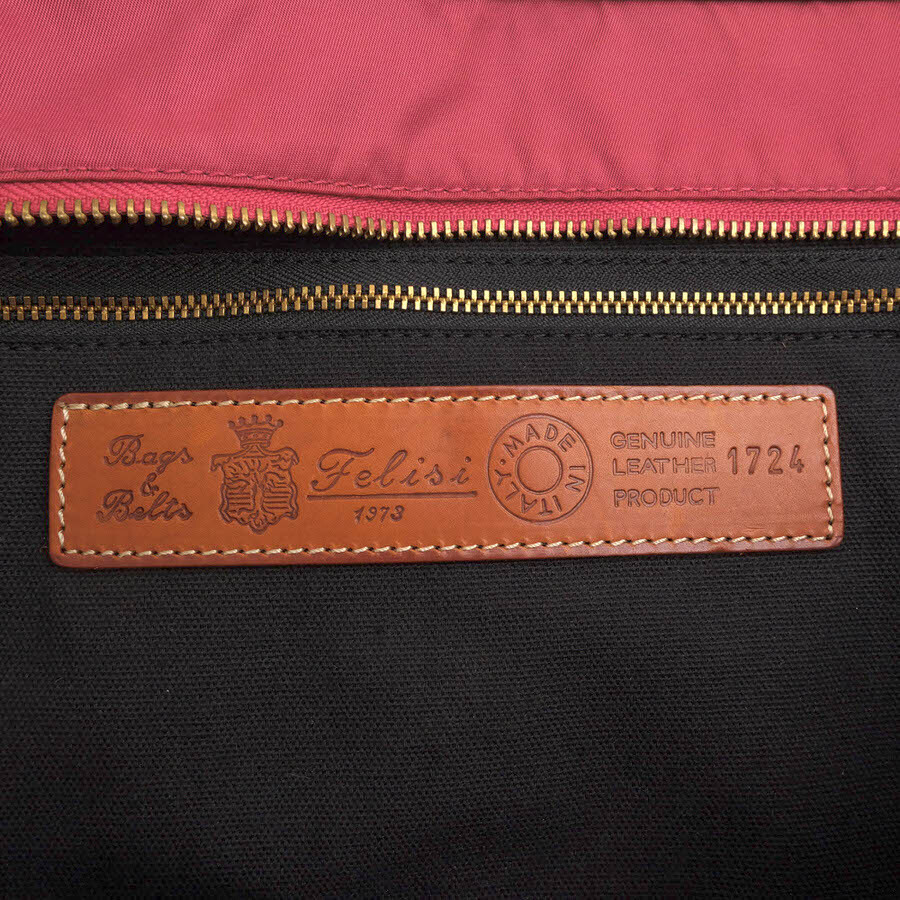 Bags
&
Belts
Felisi
1973
MADE IN ITALY
GENUINE
LEATHER
PRODUCT
1724